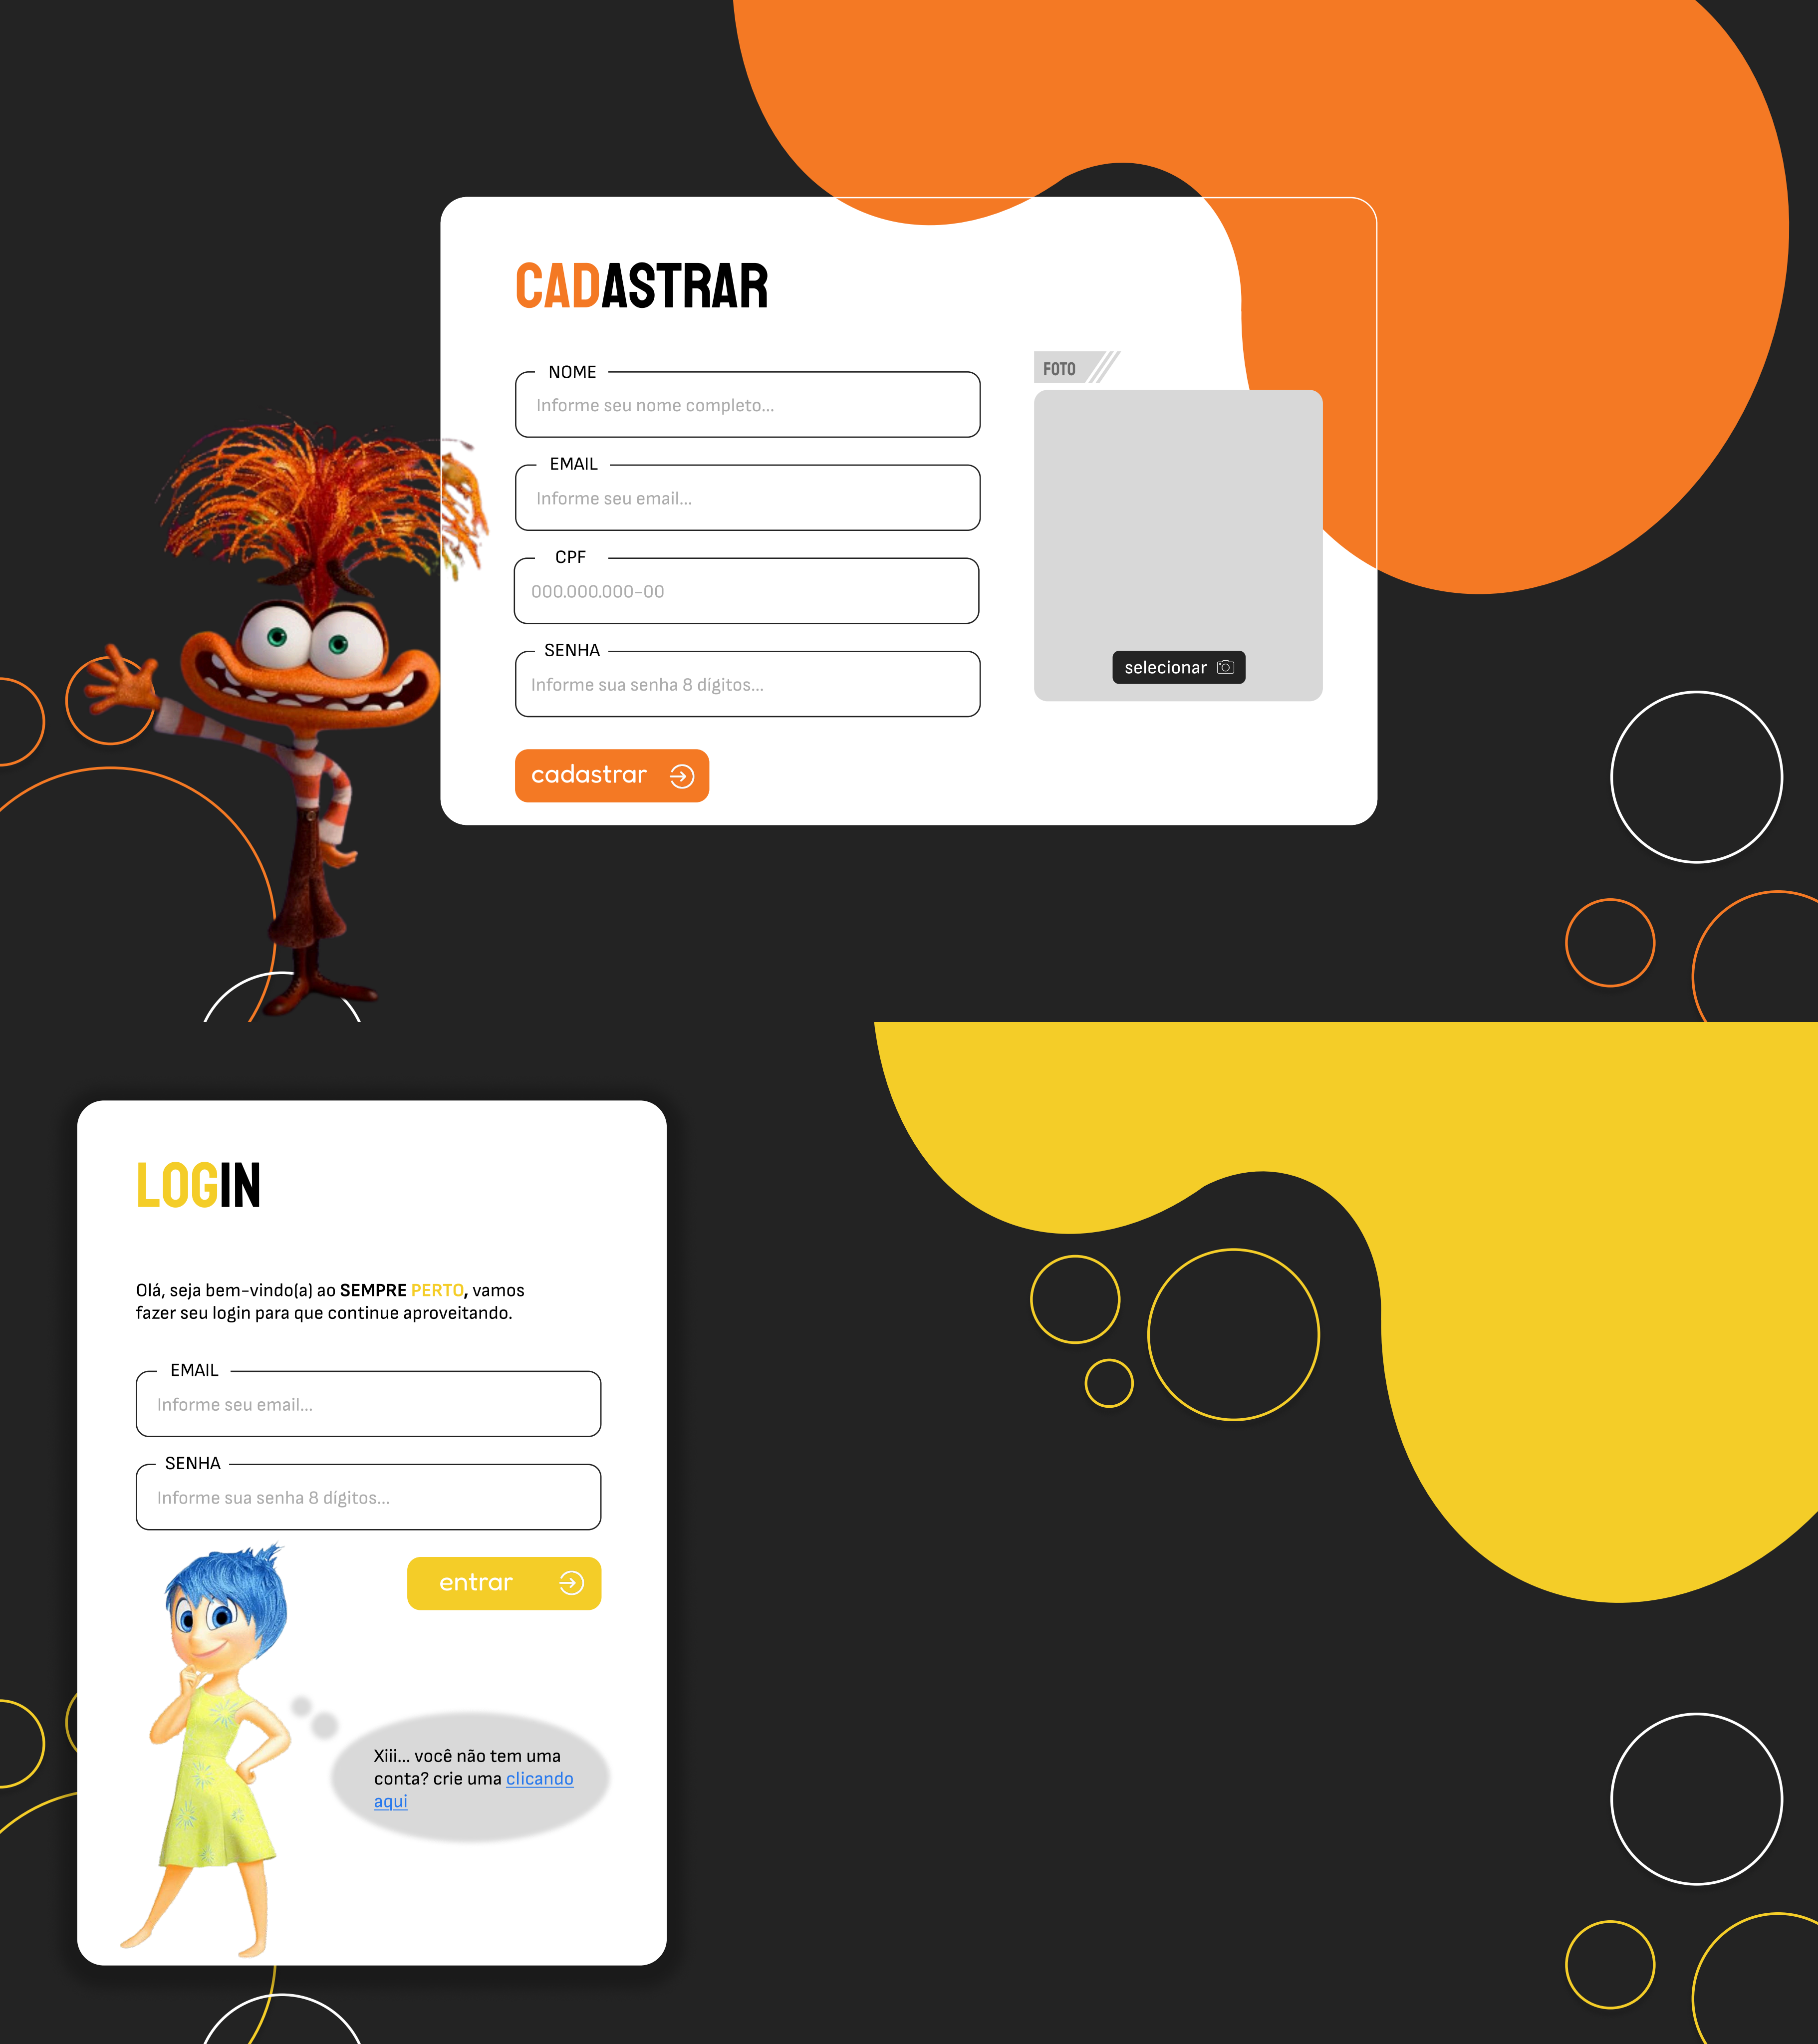 CADASTRAR
NOME
Informe seu nome completo...
EMAIL
Informe seu email...
CPF
000.000.000-00
SENHA
Informe sua senha 8 dígitos...
cadastrar
FOTO
selecionar
LOGIN
Olá, seja bem-vindo(a) ao SEMPRE PERTO, vamos
fazer seu login para que continue aproveitando.
EMAIL
Informe seu email...
SENHA
Informe sua senha 8 dígitos...
entrar
Xiii... você não tem uma
conta? crie uma clicando
aqui